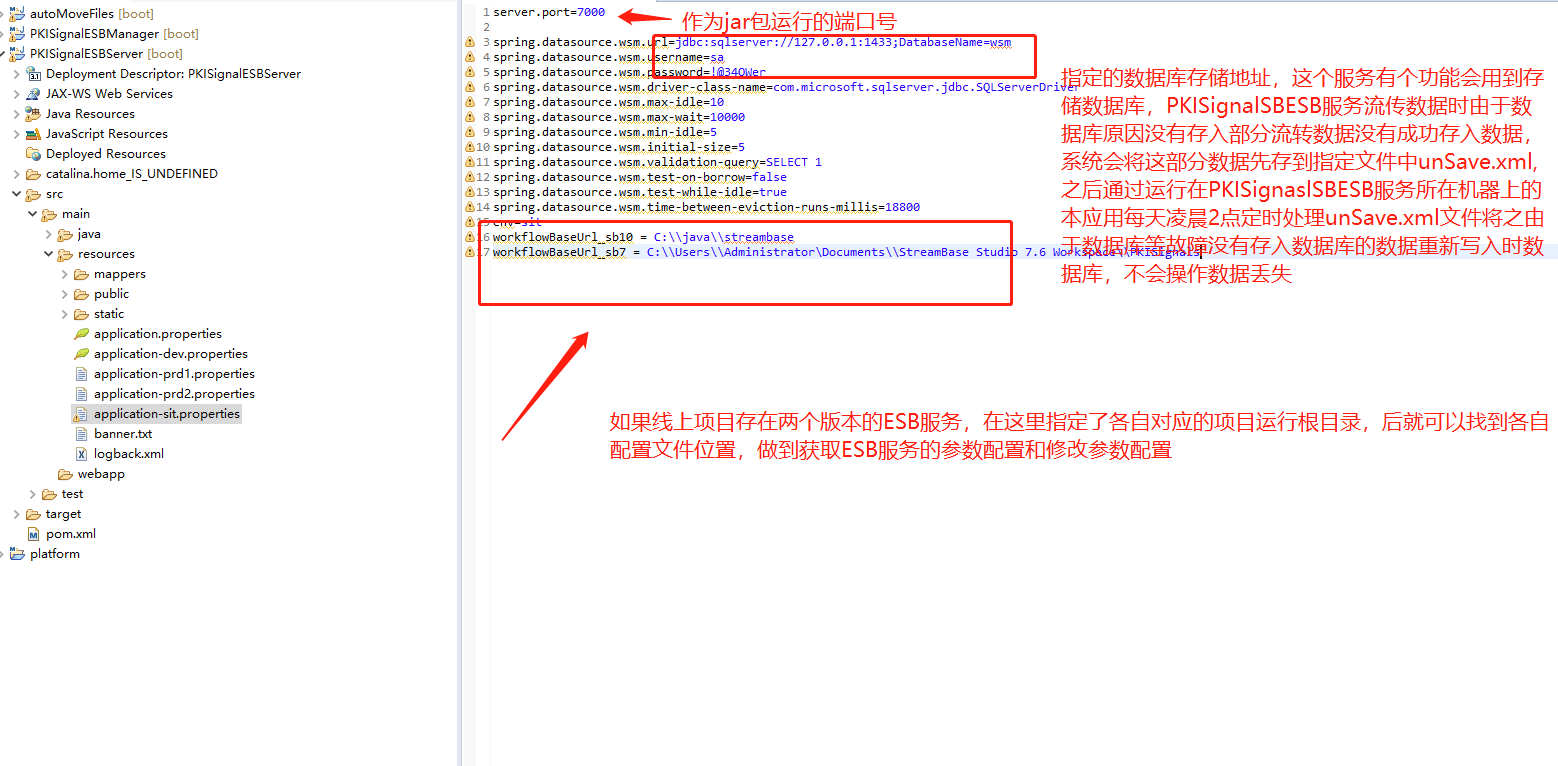 autoMoveFiles [boot]
PKISignalESBManager [boot]
PKISignalESBServer [boot]
Deployment Descriptor: PKISignalESBServer
JAX-WS Web Services
Java Resources
JavaScript Resources
Deployed Resources
catalina.home_IS_UNDEFINED
src
main
java
resources
mappers
public
static
application.properties
application-dev.properties
application-prd1.properties
application-prd2.properties
application-sit.properties
banner.txt
logback.xml
webapp
test
target
pom.xml
platform
1 server.port=7000
2
3 spring.datasource.wsm.url=jdbc:sqlserver://127.0.0.1:1433;DatabaseName=wsm
4 spring.datasource.wsm.username=sa
5 spring.datasource.wsm.password=!@34QWer
6 spring.datasource.wsm.driver-class-name=com.microsoft.sqlserver.jdbc.SQLServerDriver
7 spring.datasource.wsm.max-idle=10
8 spring.datasource.wsm.max-wait=10000
9 spring.datasource.wsm.min-idle=5
10 spring.datasource.wsm.initial-size=5
11 spring.datasource.wsm.validation-query=SELECT 1
12 spring.datasource.wsm.test-on-borrow=false
13 spring.datasource.wsm.test-while-idle=true
14 spring.datasource.wsm.time-between-eviction-runs-millis=18800
15 env=sit
16 workflowBaseUrl_sb10 = C:\\java\\streambase
17 workflowBaseUrl_sb7 = C:\\Users\\Administrator\Documents\\StreamBase Studio 7.6 Workspace\\PKISignals
作为jar包运行的端口号
指定的数据库存储地址，这个服务有个功能会用到存
储数据库，PKISignalSBESB服务流传数据时由于数
据库原因没有存入部分流转数据没有成功存入数据，
系统会将这部分数据先存到指定文件中unSave.xml,
之后通过运行在PKISignaslSBESB服务所在机器上的
本应用每天凌晨2点定时处理unSave.xml文件将之由
于数据库等故障没有存入数据库的数据重新写入时数
据库，不会操作数据丢失
如果线上项目存在两个版本的ESB服务，在这里指定了各自对应的项目运行根目录，后就可以找到各自
配置文件位置，做到获取ESB服务的参数配置和修改参数配置